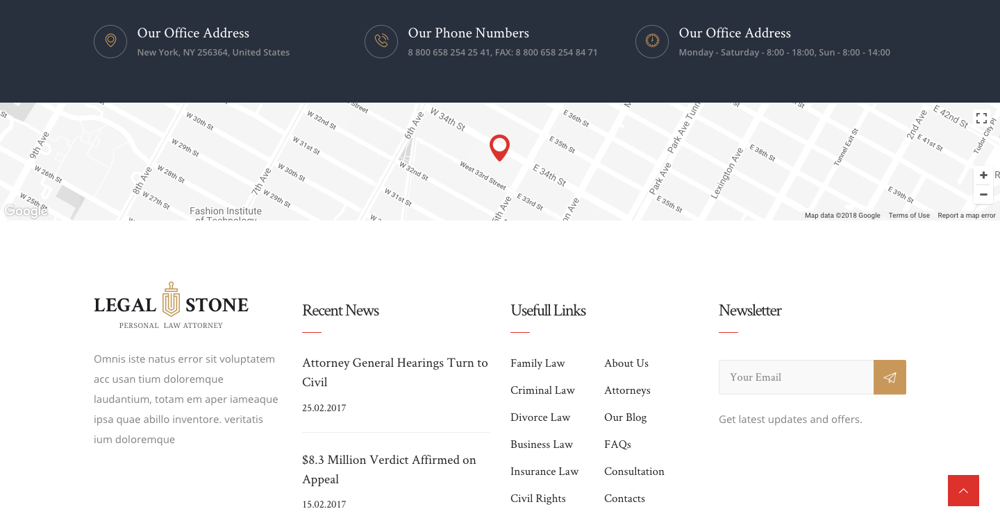 Our Office Address
New York, NY 256364, United States
Our Phone Numbers
8 800 658 254 25 41, FAX: 8 800 658 254 84 71
Our Office Address
Monday - Saturday - 8:00 - 18:00, Sun - 8:00 - 14:00
St
9th Ave
W 26th St
W 25th St
W 30th St
W 29th St
W 28th St
W 27th St
8th Ave
7th Ave
W 32nd St
W 31st St
W 30th St
W 29th St
Fashion Institute
of Technology
Street
6th Ave
W 34th St
W 32nd St
W 31st St
West 33rd Street
E 34th St
E 33rd St
5th Ave
E 36th St
E 35th St
Park Ave
Park Ave Tunn
Lexington Ave
E 38th St
E 35th St
Tunnel Exit St
2nd Ave
E 42nd St
E 41st St
E 39th St
Tudor City Pl
R
Google
Map data ©2018 Google
Terms of Use
Report a map error
LEGAL STONE
PERSONAL LAW ATTORNEY
Omnis iste natus error sit voluptatem
acc usan tium doloremque
laudantium, totam em aper iameaque
ipsa quae abillo inventore. veritatis
ium doloremque
Recent News
Attorney General Hearings Turn to
Civil
25.02.2017
$8.3 Million Verdict Affirmed on
Appeal
15.02.2017
Usefull Links
Family Law
Criminal Law
Divorce Law
Business Law
Insurance Law
Civil Rights
About Us
Attorneys
Our Blog
FAQs
Consultation
Contacts
Newsletter
Your Email
Get latest updates and offers.